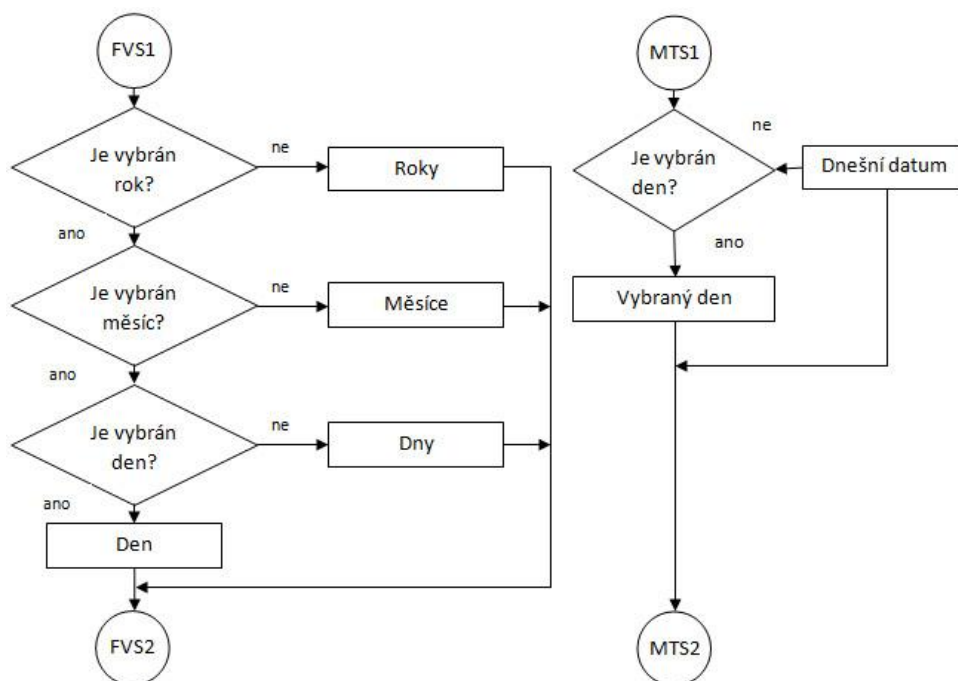 FVS1
Je vybrán
rok?
ne
Roky
ano
Je vybrán
měsíc?
ne
Měsíce
ano
Je vybrán
den?
ne
Dny
ano
Den
FVS2
MTS1
ne
Je vybrán
den?
Dnešní datum
ano
Vybraný den
MTS2